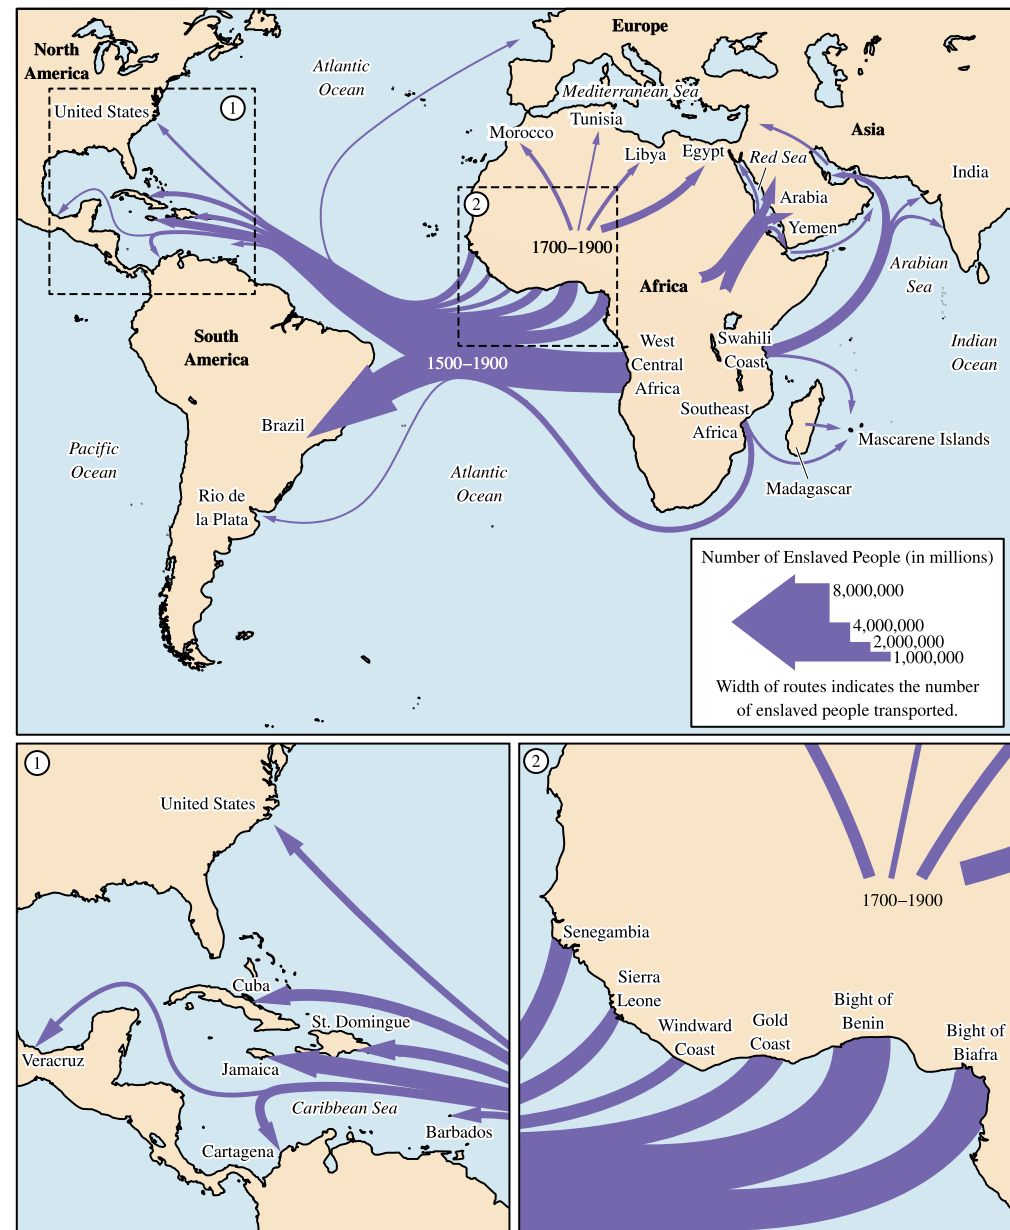 Europe
North
America
Atlantic
Ocean
Mediterranean Sea
United States
1
Tunisia
Morocco
Asia
Libya
Egypt
Red Sea
India
2
Arabia
Yemen
1700–1900
Arabian
Sea
Africa
South
America
West
Central
Africa
Swahili
Coast
Indian
Ocean
1500–1900
Southeast
Africa
Brazil
Mascarene Islands
Pacific
Ocean
Atlantic
Ocean
Madagascar
Rio de
la Plata
Number of Enslaved People (in millions)
8,000,000
4,000,000
2,000,000
1,000,000
Width of routes indicates the number
of enslaved people transported.
1
United States
Cuba
St. Domingue
Veracruz
Jamaica
Caribbean Sea
Barbados
Cartagena
2
1700–1900
Senegambia
Sierra
Leone
Windward
Coast
Gold
Coast
Bight of
Benin
Bight of
Biafra